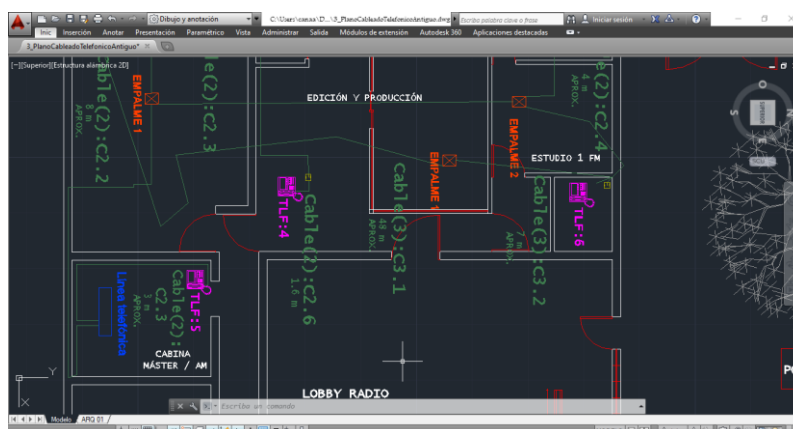 Dibujo y anotación
C:\Users\canaa\D...\3_PlanoCableadoTelefonicoAntiguo.dwg
Escriba palabra clave o frase
Iniciar sesión
Inic
Inserción
Anotar
Presentación
Paramétrico
Vista
Administrar
Salida
Módulos de extensión
Autodesk 360
Aplicaciones destacadas
3_PlanoCableadoTelefonicoAntiguo*
[−][Superior][Estructura alámbrica 2D]
Cable(2):C2.2
8 m
APROX.
EMPALME 1
Cable(2):C2.3
EDICIÓN Y PRODUCCIÓN
EMPALME 1
EMPALME 2
4 m
APROX.
Cable(2):C2.4
ESTUDIO 1 FM
TLF:4
Cable(2):C2.6
1.6 m
Cable(3):C3.1
48 m
APROX.
Cable(3):C3.2
7 m
APROX.
TLF:6
Línea telefónica
Cable(2):
C2.3
3 m
APROX.
TLF:5
CABINA
MÁSTER / AM
LOBBY RADIO
SUPERIOR
N
E
O
Y
X
PO
Escriba un comando
Modelo
ARQ 01